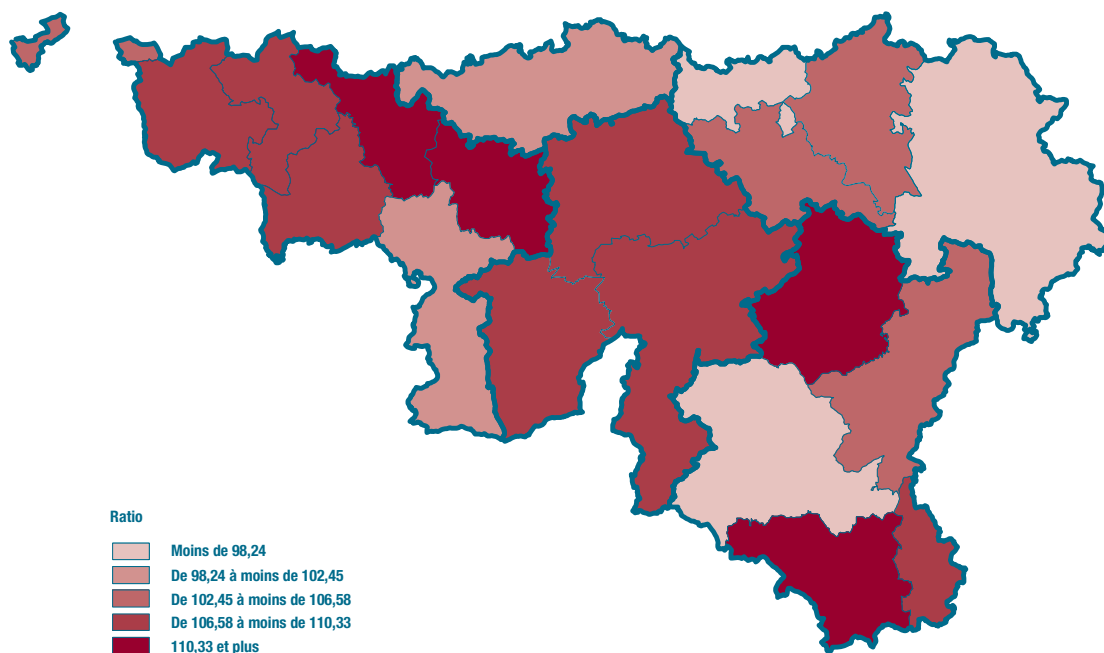 Ratio
Moins de 98,24
De 98,24 à moins de 102,45
De 102,45 à moins de 106,58
De 106,58 à moins de 110,33
110,33 et plus